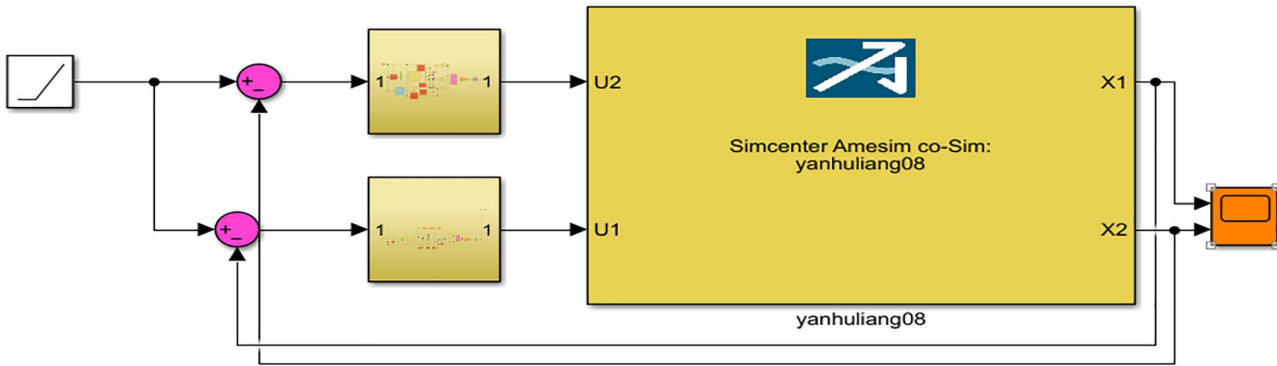 +
−
1
1
U2
X1
Simcenter Amesim co-Sim:
yanhuliang08
+
−
1
1
U1
X2
yanhuliang08